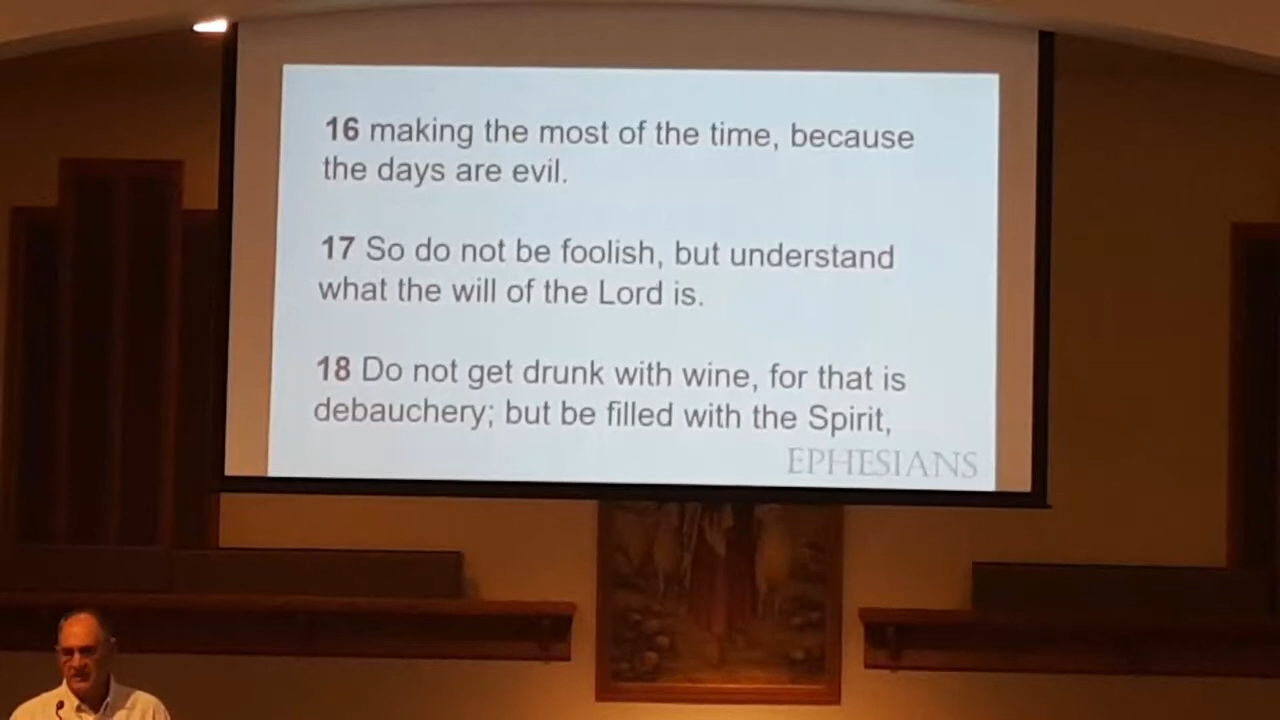 16 making the most of the time, because
the days are evil.
17 So do not be foolish, but understand
what the will of the Lord is.
18 Do not get drunk with wine, for that is
debauchery; but be filled with the Spirit,
EPHESIANS